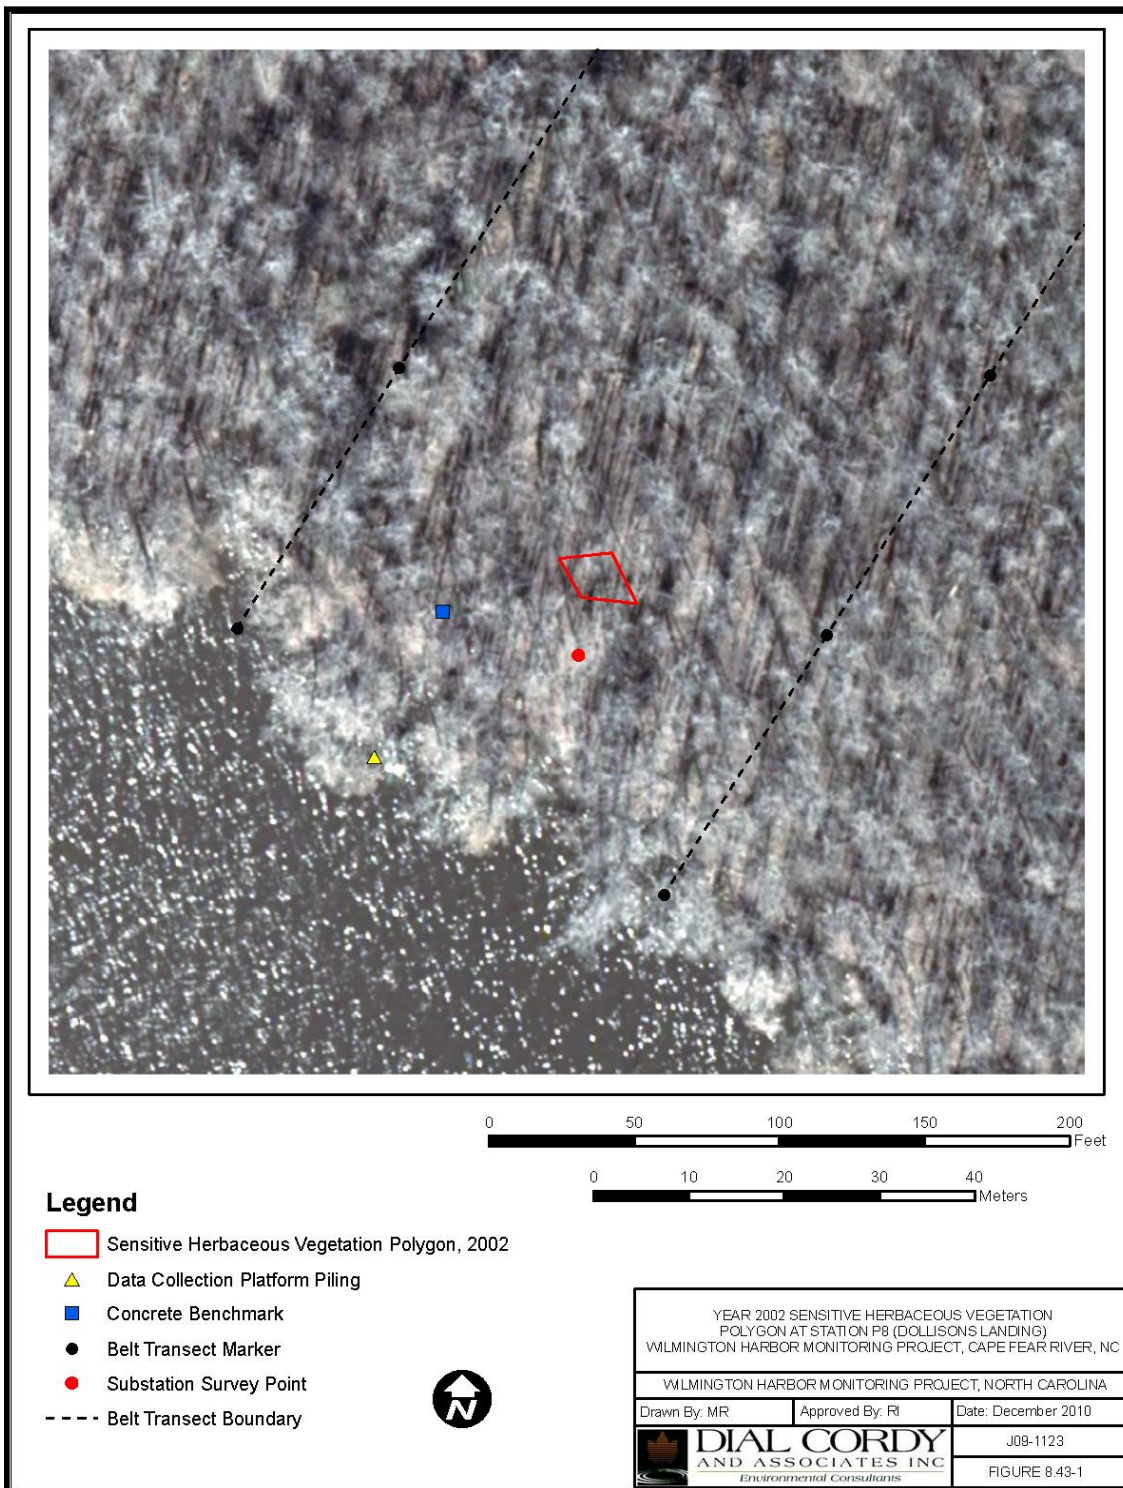 0 50 100 150 200
Feet
0 10 20 30 40
Meters
Legend
Sensitive Herbaceous Vegetation Polygon, 2002
Data Collection Platform Piling
Concrete Benchmark
Belt Transect Marker
Substation Survey Point
Belt Transect Boundary
N
YEAR 2002 SENSITIVE HERBACEOUS VEGETATION
POLYGON AT STATION P8 (DOLLISONS LANDING)
WILMINGTON HARBOR MONITORING PROJECT, CAPE FEAR RIVER, NC
WILMINGTON HARBOR MONITORING PROJECT, NORTH CAROLINA
Drawn By: MR Approved By: RI Date: December 2010
DIAL CORDY
AND ASSOCIATES INC
Environmental Consultants
J09-1123
FIGURE 8.43-1